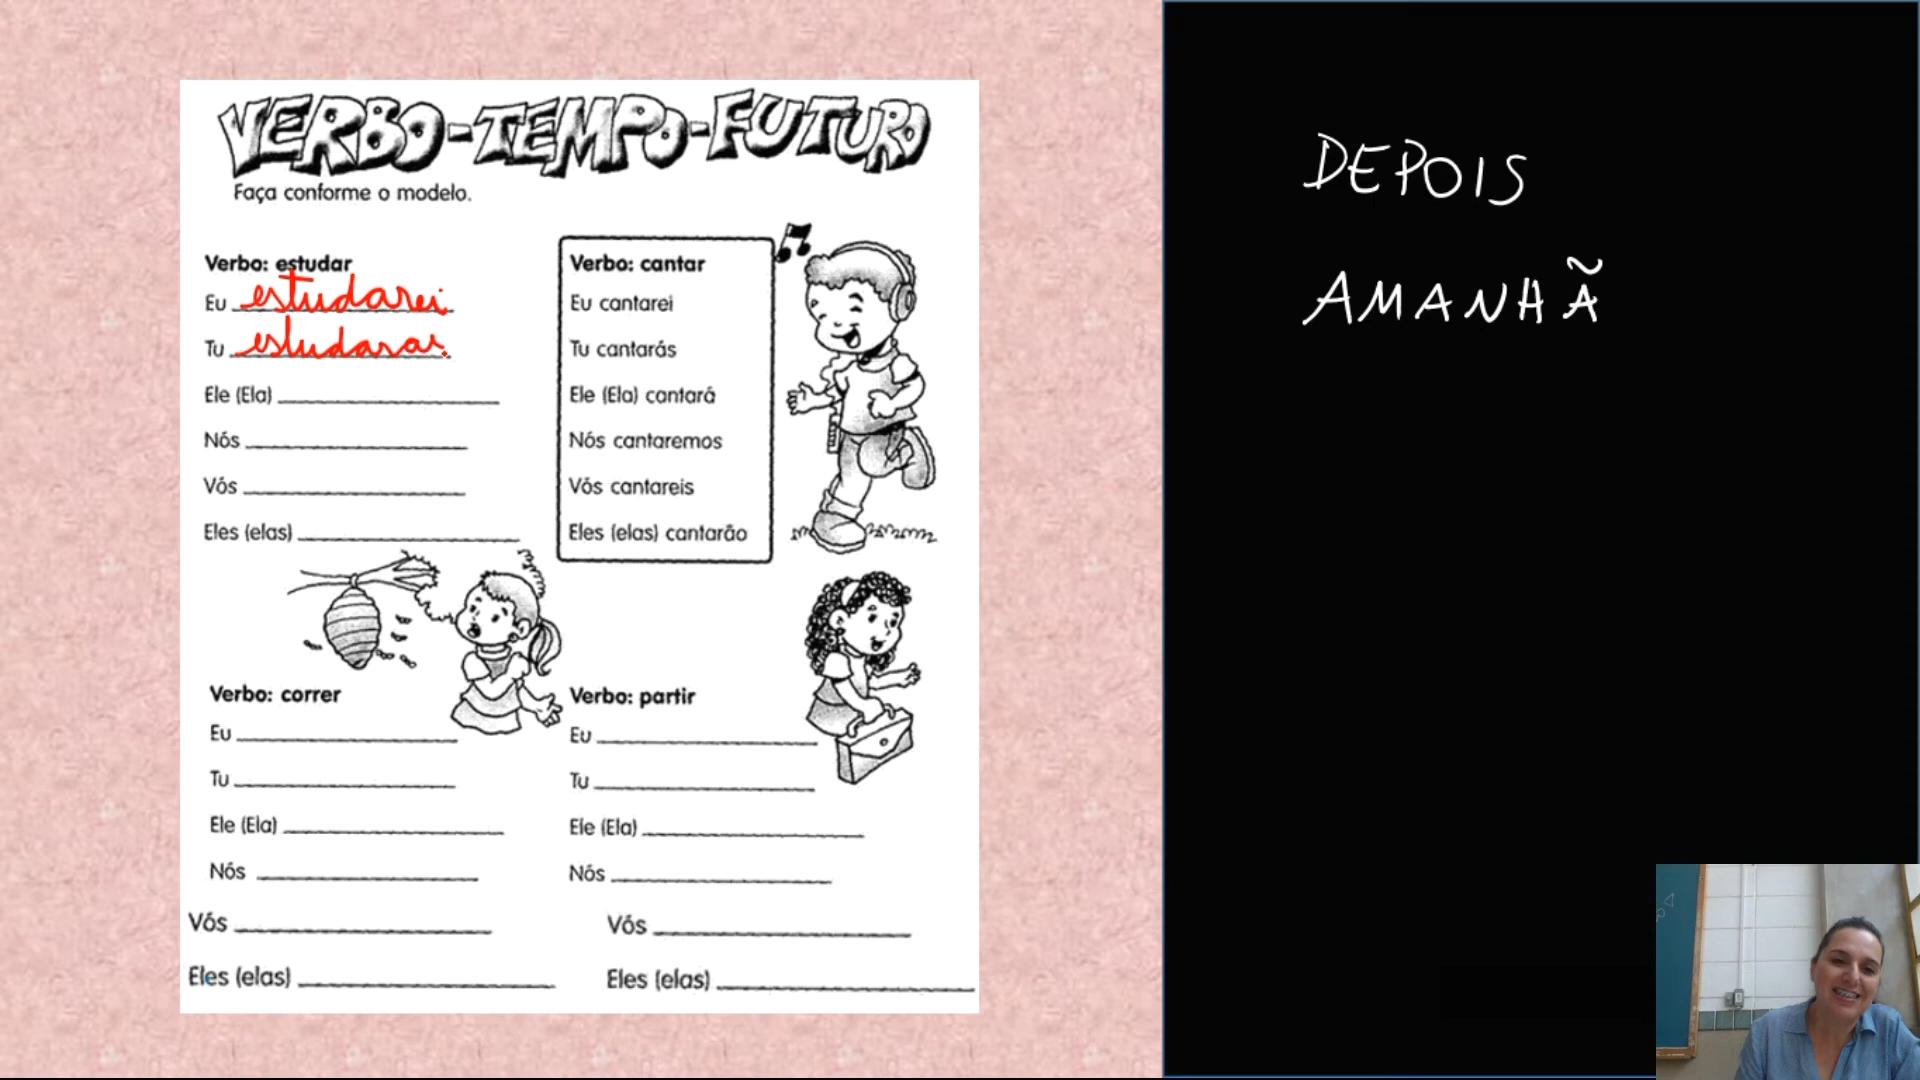 VERBO-TEMPO-FUTURO
Faça conforme o modelo.
Verbo: estudar
Eu estudarei
Tu estudaras
Ele (Ela)
Nós
Vós
Eles (elas)
Verbo: cantar
Eu cantarei
Tu cantarás
Ele (Ela) cantará
Nós cantaremos
Vós cantareis
Eles (elas) cantarão
Verbo: correr
Eu
Tu
Ele (Ela)
Nós
Vós
Eles (elas)
Verbo: partir
Eu
Tu
Ele (Ela)
Nós
Vós
Eles (elas)
DEPOIS
AMANHÃ